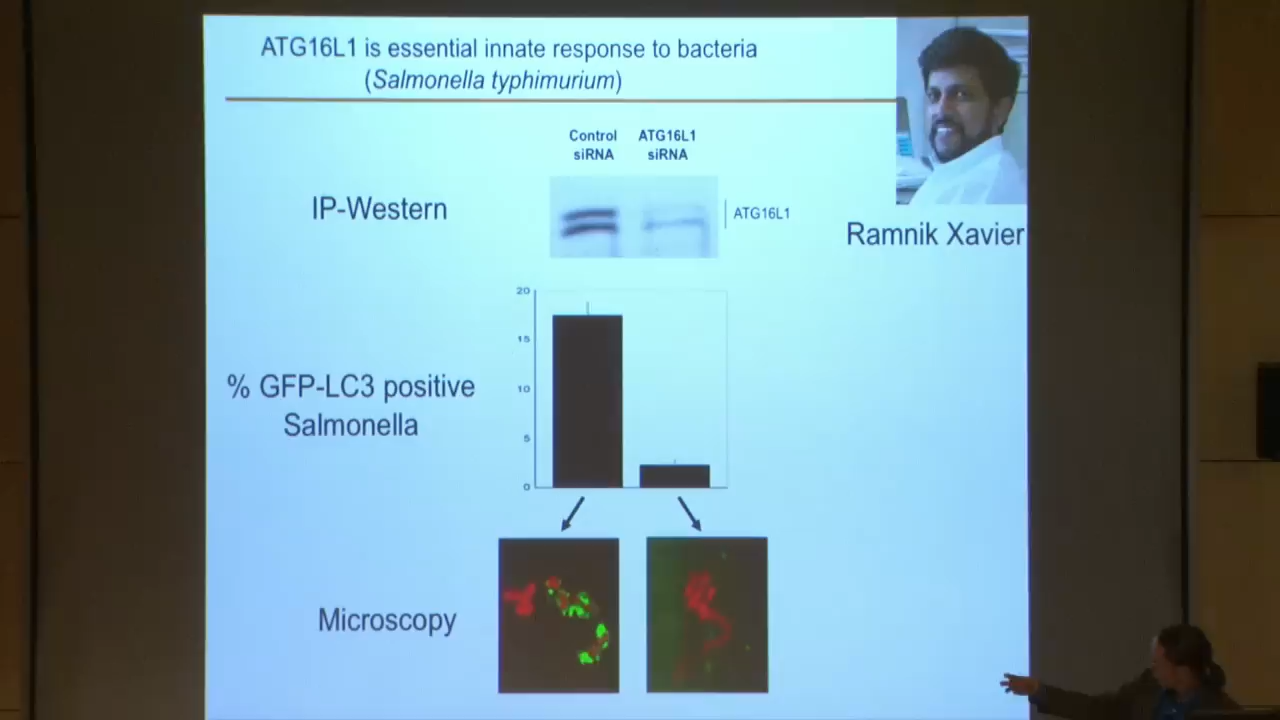 ATG16L1 is essential innate response to bacteria
(Salmonella typhimurium)
Control siRNA
ATG16L1 siRNA
IP-Western
ATG16L1
Ramnik Xavier
20
15
10
5
0
% GFP-LC3 positive
Salmonella
Microscopy